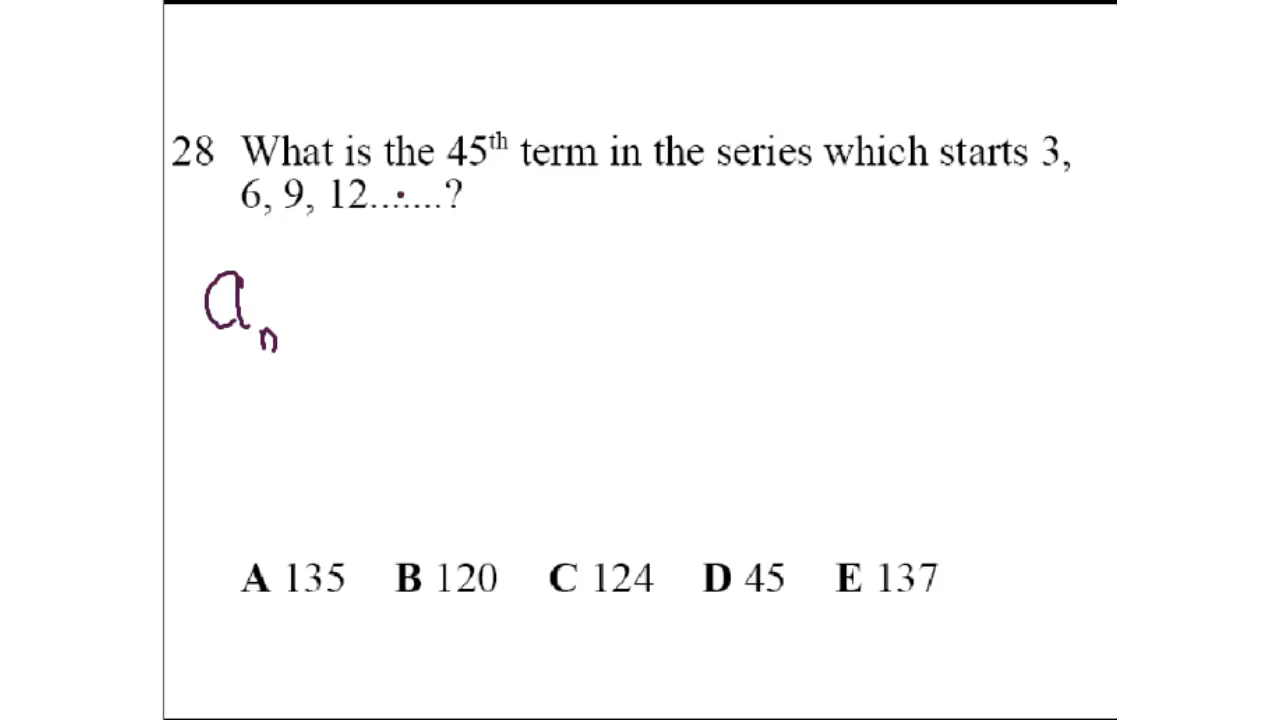 28 What is the 45th term in the series which starts 3,
6, 9, 12.......?
an
A 135 B 120 C 124 D 45 E 137